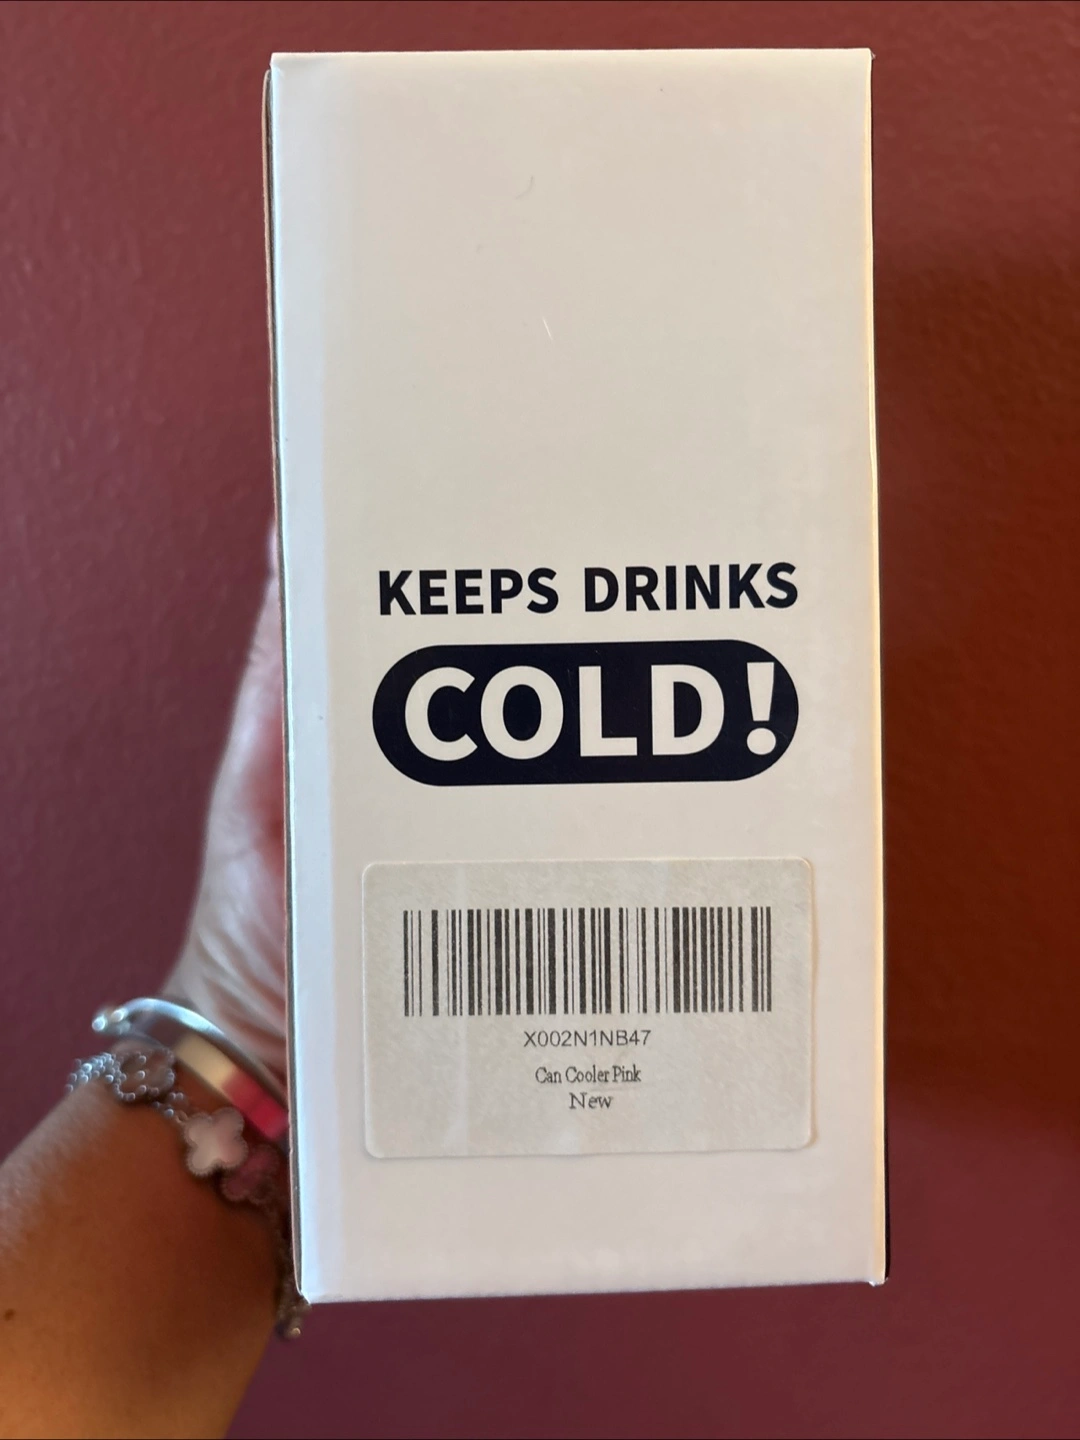 KEEPS DRINKS
COLD!
X002N1NB47
Can Cooler Pink
New